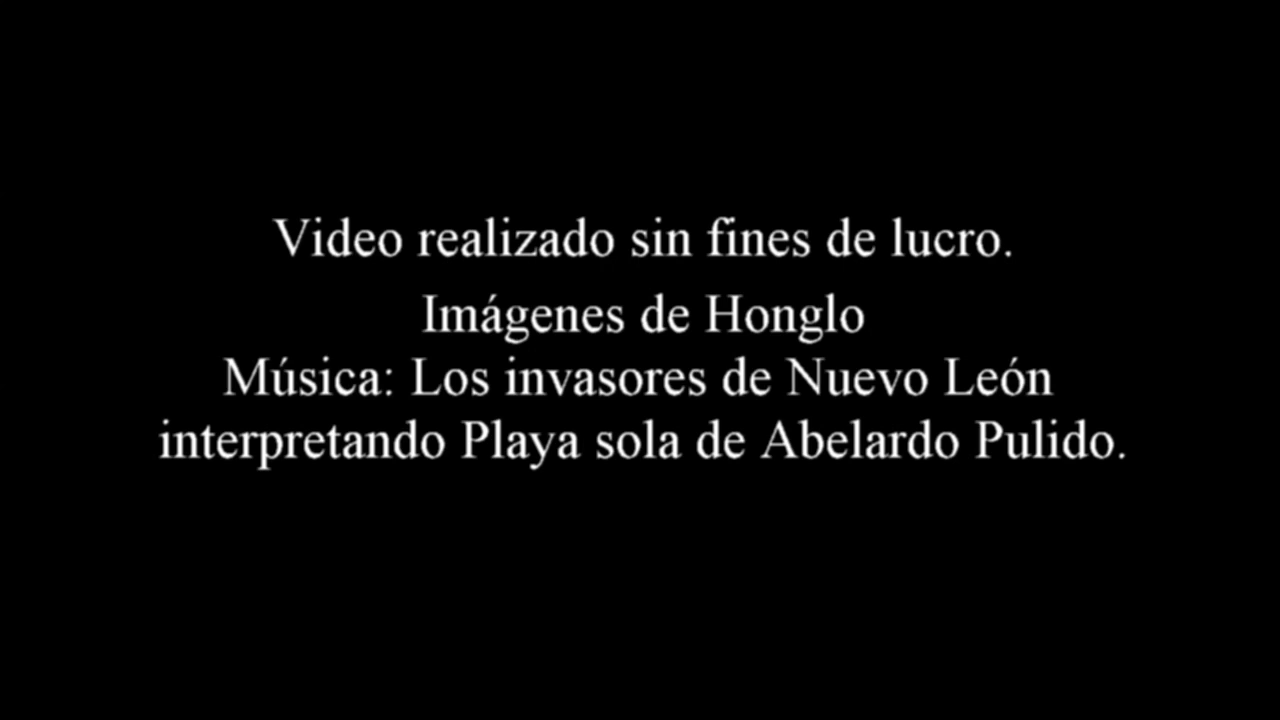 Video realizado sin fines de lucro.
Imágenes de Honglo
Música: Los invasores de Nuevo León
interpretando Playa sola de Abelardo Pulido.